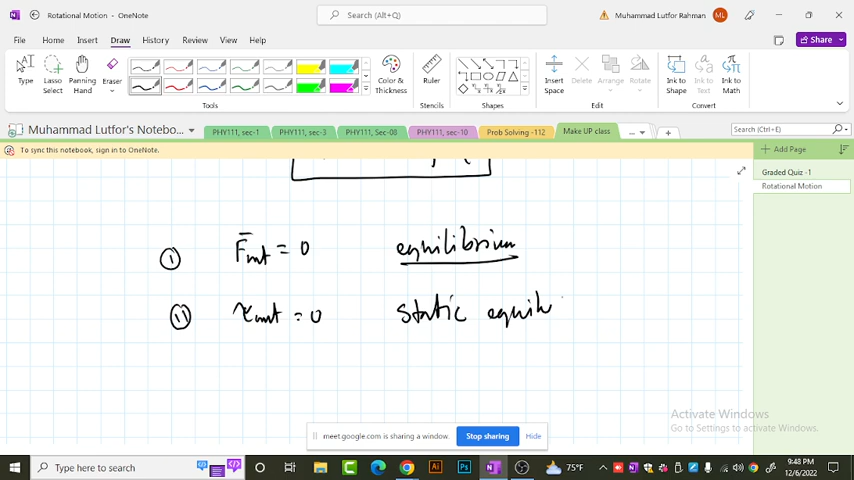 Rotational Motion - OneNote
Search (Alt+Q)
Muhammad Lutfor Rahman
ML
File Home Insert Draw History Review View Help
Share
Type
Lasso Select
Panning Hand
Eraser
Color & Thickness
Ruler
Insert Space
Delete
Arrange
Rotate
Ink to Shape
Ink to Text
Ink to Math
Tools
Stencils
Shapes
Edit
Convert
Muhammad Lutfor's Notebo...
PHY111, sec-1
PHY111, sec-3
PHY111, Sec-08
PHY111, sec-10
Prob Solving -112
Make UP class
Search (Ctrl+E)
To sync this notebook, sign in to OneNote.
Add Page
Graded Quiz -1
Rotational Motion
(i) F̄net = 0 equilibrium
(ii) τnet = 0 static equilib
Activate Windows
Go to Settings to activate Windows.
meet.google.com is sharing a window.
Stop sharing
Hide
Type here to search
75°F
9:48 PM
12/6/2022